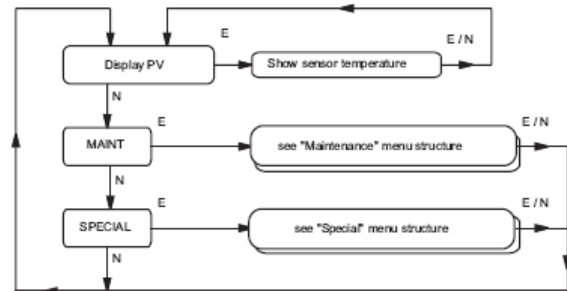 E
E / N
Display PV
Show sensor temperature
N
E
E / N
MAINT
see "Maintenance" menu structure
N
E
E / N
SPECIAL
see "Special" menu structure
N